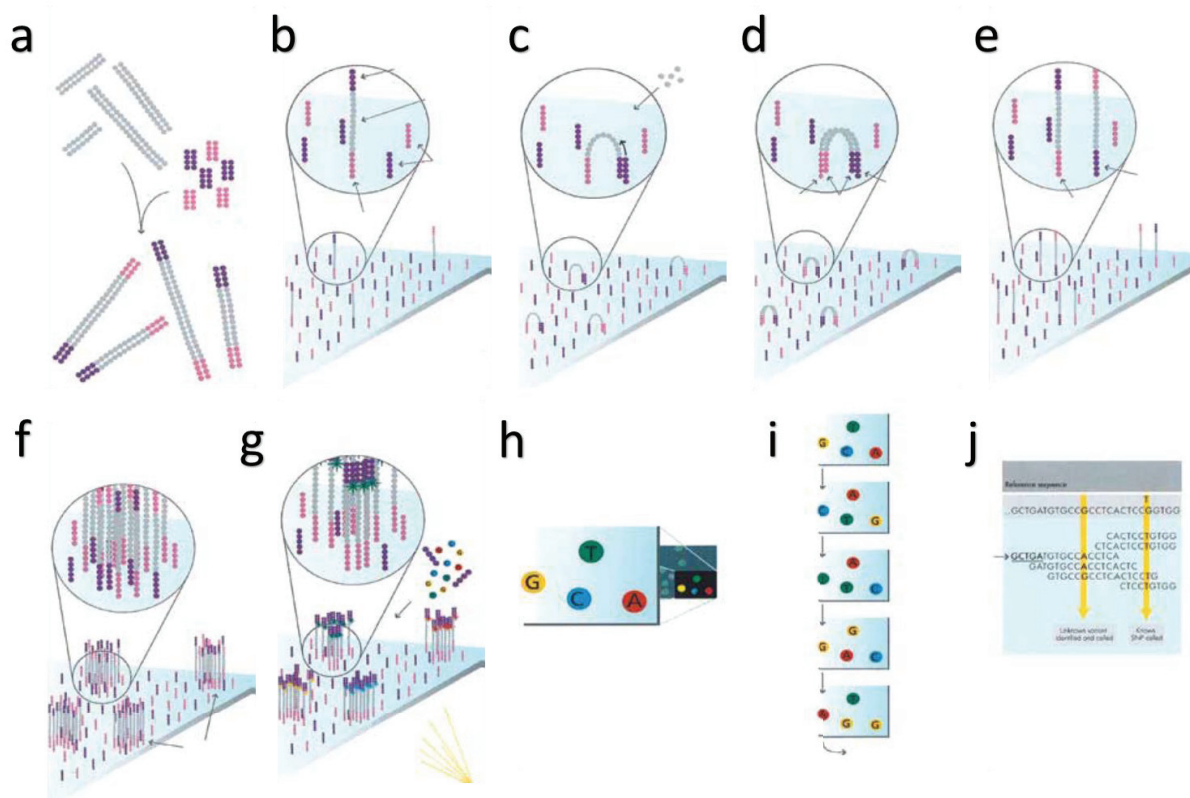 a
b
c
d
e
f
g
h
i
j
T
G
C
A
T
G
C
A
A
C
T
G
A
T
T
C
G
G
A
C
T
A
G
G
Reference sequence
T
...GCTGATGTGCCGCCTCACTCCGGTGG
CACTCCTGTGG
CTCACTCCTGTGG
GCTGATGTGCCACCTCA
GATGTGCCACCTCACTC
GTGCCGCCTCACTCCTG
CTCCTGTGG
Unknown variant
identified and called
Known
SNP called